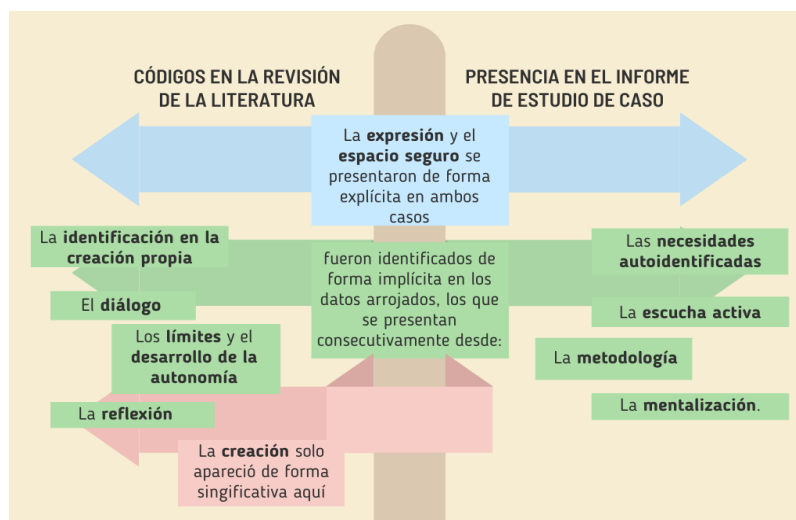 CÓDIGOS EN LA REVISIÓN
DE LA LITERATURA
PRESENCIA EN EL INFORME
DE ESTUDIO DE CASO
La expresión y el
espacio seguro se
presentaron de forma
explícita en ambos
casos
La identificación en la
creación propia
El diálogo
Los límites y el
desarrollo de la
autonomía
La reflexión
fueron identificados de
forma implícita en los
datos arrojados, los que
se presentan
consecutivamente desde:
Las necesidades
autoidentificadas
La escucha activa
La metodología
La mentalización.
La creación solo
apareció de forma
singificativa aquí